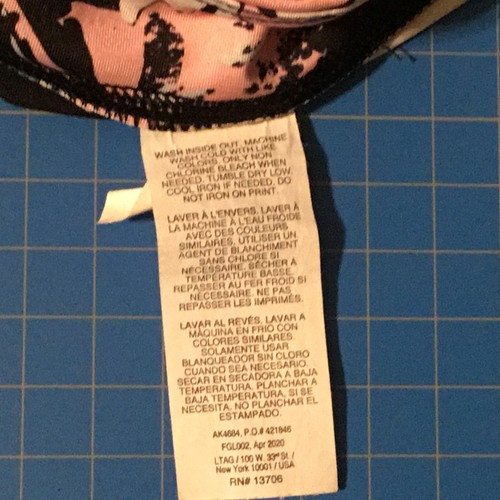 WASH INSIDE OUT. MACHINE
WASH COLD WITH LIKE
COLORS. ONLY NON
CHLORINE BLEACH WHEN
NEEDED. TUMBLE DRY LOW.
COOL IRON IF NEEDED. DO
NOT IRON ON PRINT.
LAVER À L'ENVERS. LAVER À
LA MACHINE À L'EAU FROIDE
AVEC DES COULEURS
SIMILAIRES. UTILISER UN
AGENT DE BLANCHIMENT
SANS CHLORE SI
NÉCESSAIRE. SÉCHER À
TEMPÉRATURE BASSE.
REPASSER AU FER FROID SI
NÉCESSAIRE. NE PAS
REPASSER LES IMPRIMÉS.
LAVAR AL REVÉS. LAVAR A
MÁQUINA EN FRÍO CON
COLORES SIMILARES.
SOLAMENTE USAR
BLANQUEADOR SIN CLORO
CUANDO SEA NECESARIO.
SECAR EN SECADORA A BAJA
TEMPERATURA. PLANCHAR A
BAJA TEMPERATURA, SI SE
NECESITA. NO PLANCHAR EL
ESTAMPADO.
AK4684, P.O.# 421846
FGL002, Apr 2020
LTAG / 100 W. 33rd St. /
New York 10001 / USA
RN# 13706